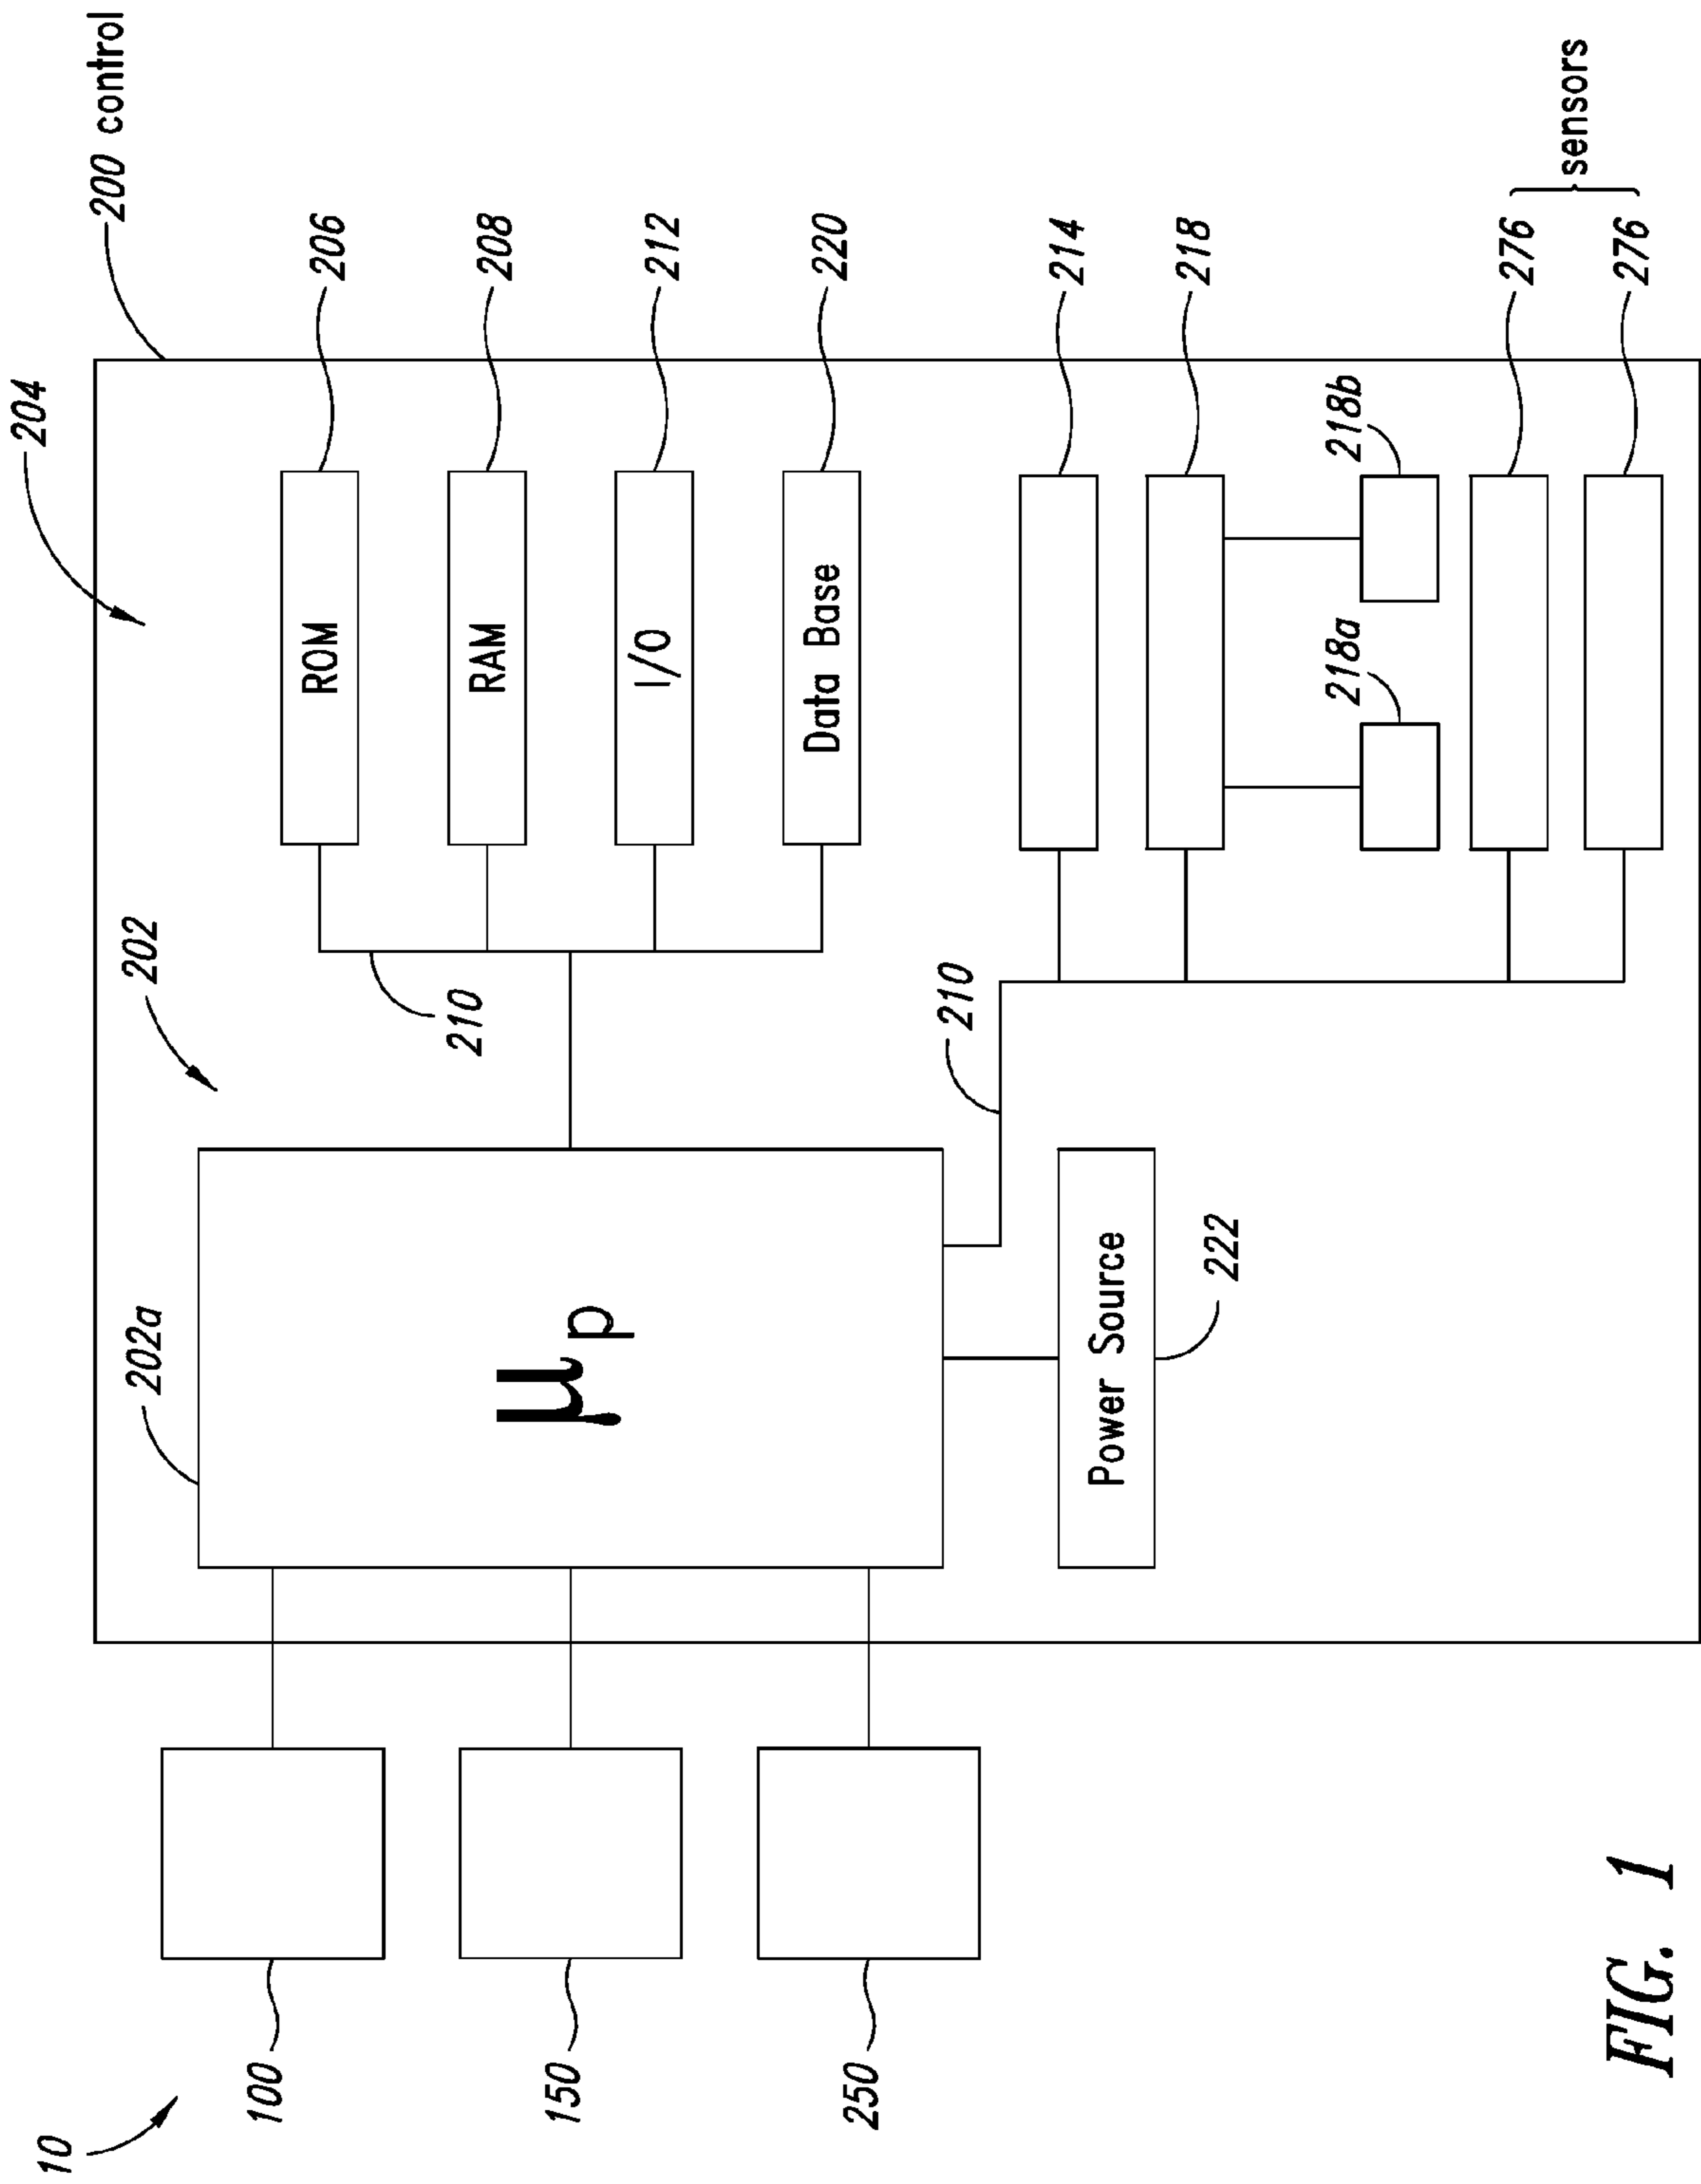 200 control
204
202
202a
206
208
212
220
ROM
RAM
I/O
Data Base
210
210
μp
Power Source
222
214
218
218a
218b
276
276
sensors
10
100
150
250
FIG. 1